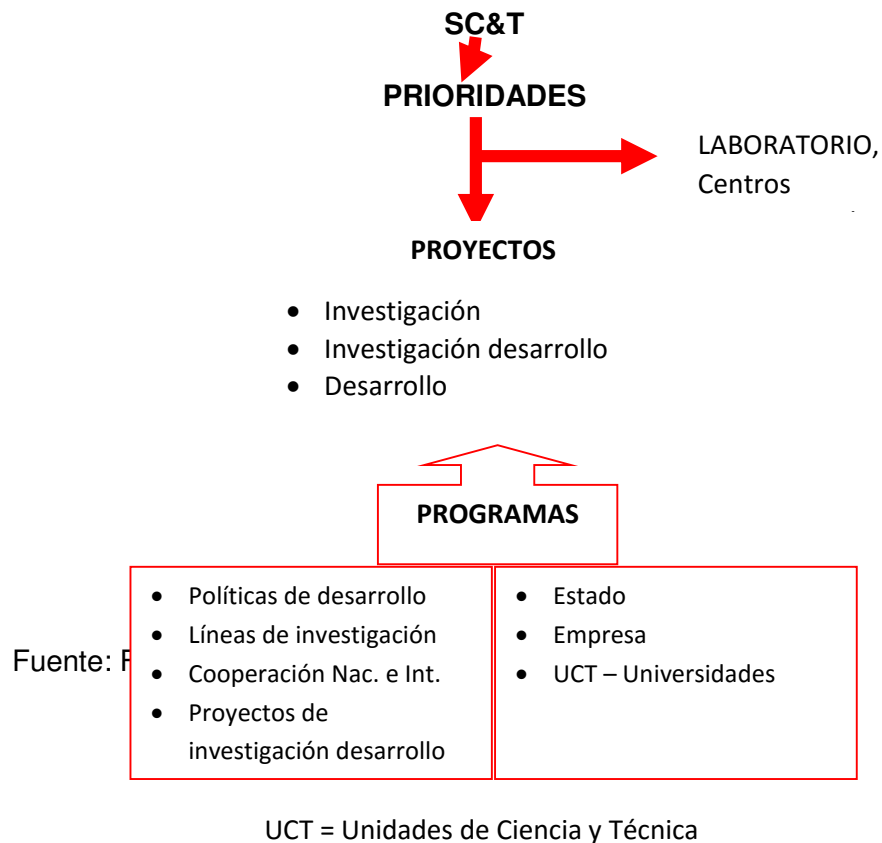 SC&T
PRIORIDADES
LABORATORIO,
Centros
PROYECTOS
• Investigación
• Investigación desarrollo
• Desarrollo
PROGRAMAS
• Políticas de desarrollo
• Líneas de investigación
• Cooperación Nac. e Int.
• Proyectos de
investigación desarrollo
• Estado
• Empresa
• UCT – Universidades
Fuente:
UCT = Unidades de Ciencia y Técnica